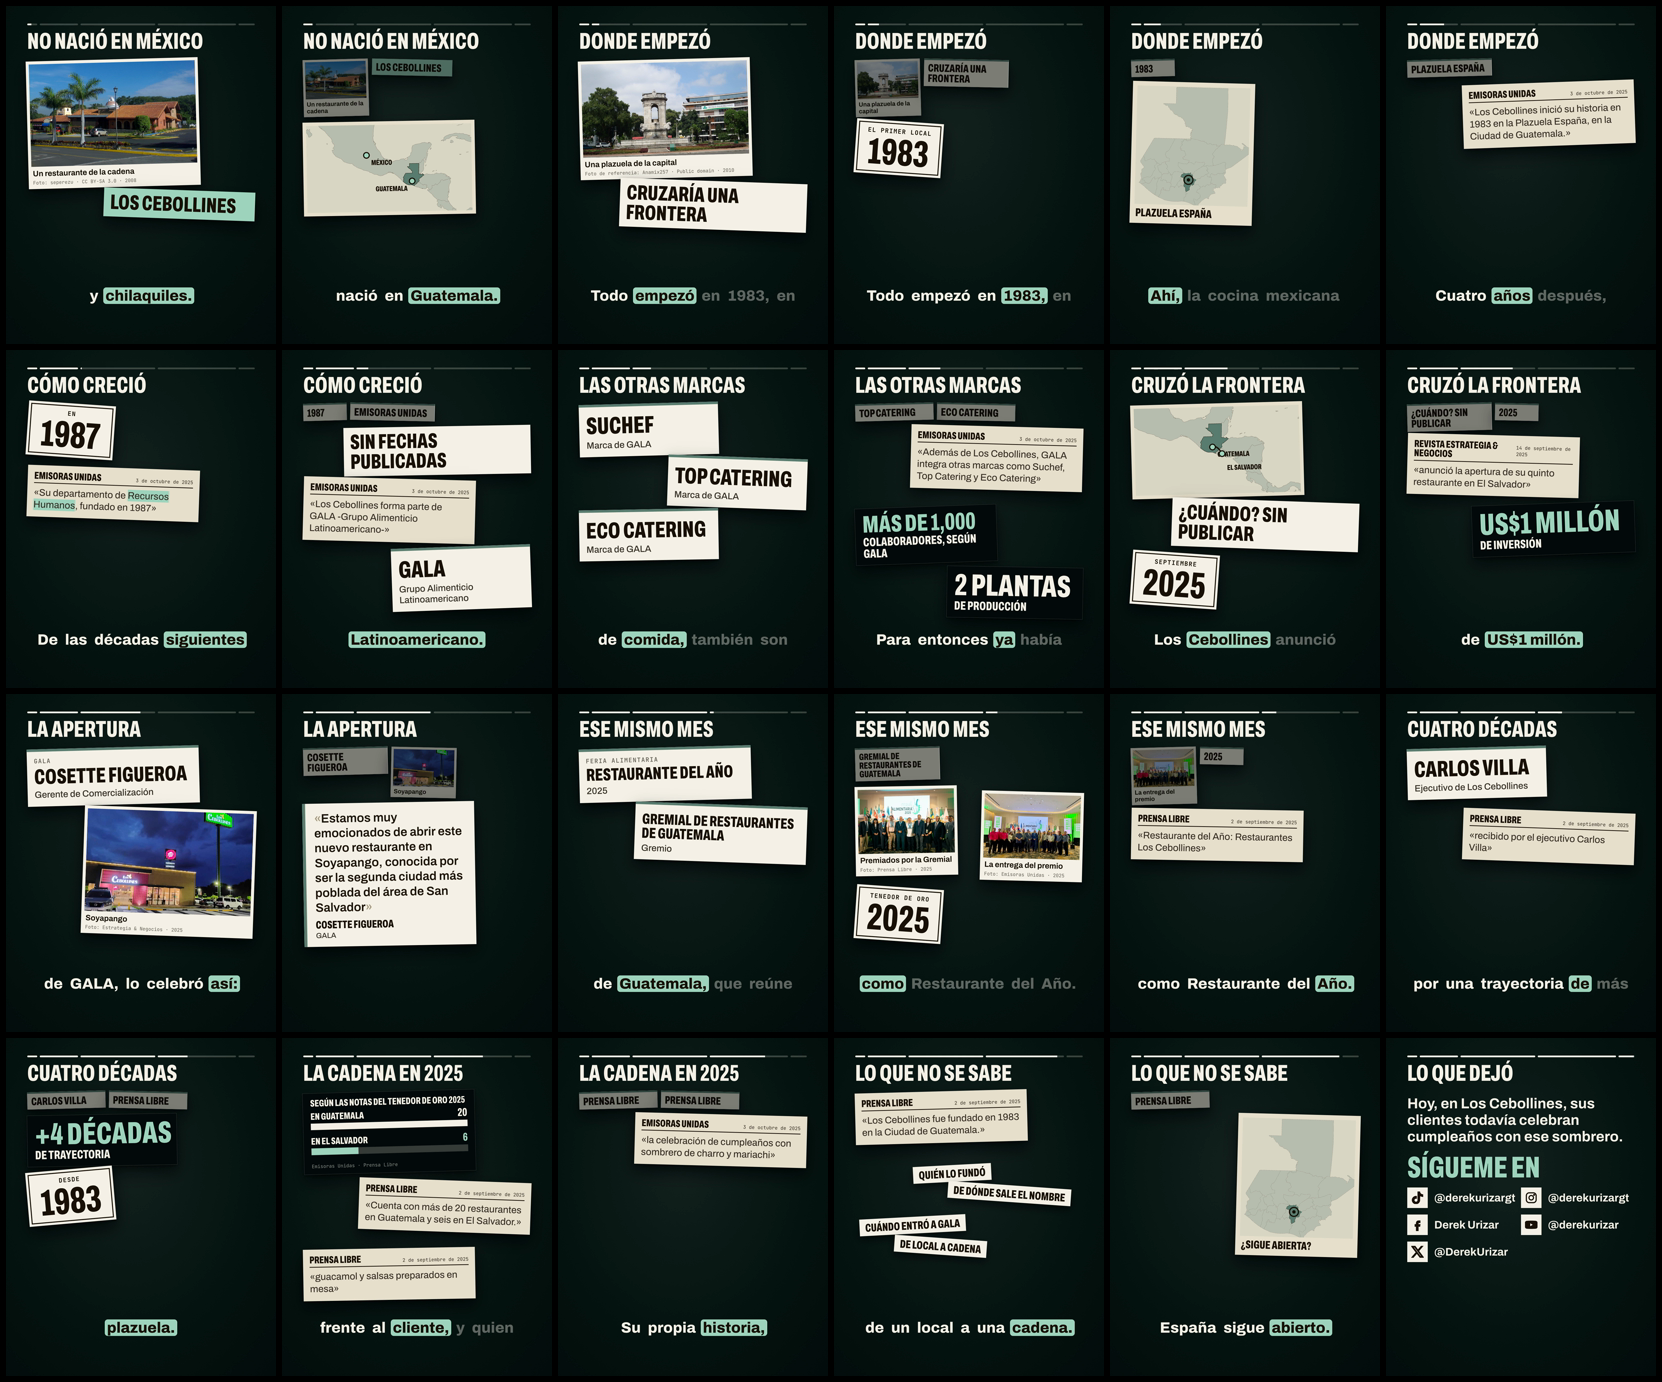 NO NACIÓ EN MÉXICO
Un restaurante de la cadena
Foto: seperezu · CC BY-SA 3.0 · 2008
LOS CEBOLLINES
y chilaquiles.
NO NACIÓ EN MÉXICO
LOS CEBOLLINES
Un restaurante de la
cadena
MÉXICO
GUATEMALA
nació en Guatemala.
DONDE EMPEZÓ
Una plazuela de la capital
Foto de referencia: Anamix257 · Public domain · 2010
CRUZARÍA UNA
FRONTERA
Todo empezó en 1983, en
DONDE EMPEZÓ
CRUZARÍA UNA
FRONTERA
Una plazuela de la
capital
EL PRIMER LOCAL
1983
Todo empezó en 1983, en
DONDE EMPEZÓ
1983
PLAZUELA ESPAÑA
Ahí, la cocina mexicana
DONDE EMPEZÓ
PLAZUELA ESPAÑA
EMISORAS UNIDAS
3 de octubre de 2025
«Los Cebollines inició su historia en
1983 en la Plazuela España, en la
Ciudad de Guatemala.»
Cuatro años después,
CÓMO CRECIÓ
EN
1987
EMISORAS UNIDAS
3 de octubre de 2025
«Su departamento de Recursos
Humanos, fundado en 1987»
De las décadas siguientes
CÓMO CRECIÓ
1987
EMISORAS UNIDAS
SIN FECHAS
PUBLICADAS
EMISORAS UNIDAS
3 de octubre de 2025
«Los Cebollines forma parte de
GALA -Grupo Alimenticio
Latinoamericano-»
GALA
Grupo Alimenticio
Latinoamericano
Latinoamericano.
LAS OTRAS MARCAS
SUCHEF
Marca de GALA
TOP CATERING
Marca de GALA
ECO CATERING
Marca de GALA
de comida, también son
LAS OTRAS MARCAS
TOP CATERING
ECO CATERING
EMISORAS UNIDAS
3 de octubre de 2025
«Además de Los Cebollines, GALA
integra otras marcas como Suchef,
Top Catering y Eco Catering»
MÁS DE 1,000
COLABORADORES, SEGÚN
GALA
2 PLANTAS
DE PRODUCCIÓN
Para entonces ya había
CRUZÓ LA FRONTERA
EL SALVADOR
¿CUÁNDO? SIN
PUBLICAR
SEPTIEMBRE
2025
Los Cebollines anunció
CRUZÓ LA FRONTERA
¿CUÁNDO? SIN
PUBLICAR
2025
REVISTA ESTRATEGIA &
NEGOCIOS
14 de septiembre de
2025
«anunció la apertura de su quinto
restaurante en El Salvador»
US$1 MILLÓN
DE INVERSIÓN
de US$1 millón.
LA APERTURA
GALA
COSETTE FIGUEROA
Gerente de Comercialización
Soyapango
Foto: Estrategia & Negocios · 2025
de GALA, lo celebró así:
LA APERTURA
COSETTE
FIGUEROA
Soyapango
«Estamos muy
emocionados de abrir este
nuevo restaurante en
Soyapango, conocida por
ser la segunda ciudad más
poblada del área de San
Salvador»
COSETTE FIGUEROA
GALA
ESE MISMO MES
FERIA ALIMENTARIA
RESTAURANTE DEL AÑO
2025
GREMIAL DE RESTAURANTES
DE GUATEMALA
Gremio
de Guatemala, que reúne
ESE MISMO MES
GREMIAL DE
RESTAURANTES DE
GUATEMALA
Premiados por la Gremial
Foto: Prensa Libre · 2025
La entrega del premio
Foto: Emisoras Unidas · 2025
TENEDOR DE ORO
2025
como Restaurante del Año.
ESE MISMO MES
2025
La entrega del
premio
PRENSA LIBRE
2 de septiembre de 2025
«Restaurante del Año: Restaurantes
Los Cebollines»
como Restaurante del Año.
CUATRO DÉCADAS
CARLOS VILLA
Ejecutivo de Los Cebollines
PRENSA LIBRE
2 de septiembre de 2025
«recibido por el ejecutivo Carlos
Villa»
por una trayectoria de más
CUATRO DÉCADAS
CARLOS VILLA
PRENSA LIBRE
+4 DÉCADAS
DE TRAYECTORIA
DESDE
1983
plazuela.
LA CADENA EN 2025
SEGÚN LAS NOTAS DEL TENEDOR DE ORO 2025
EN GUATEMALA 20
EN EL SALVADOR 6
Emisoras Unidas · Prensa Libre
PRENSA LIBRE
2 de septiembre de 2025
«Cuenta con más de 20 restaurantes
en Guatemala y seis en El Salvador.»
PRENSA LIBRE
2 de septiembre de 2025
«guacamol y salsas preparados en
mesa»
frente al cliente, y quien
LA CADENA EN 2025
PRENSA LIBRE
PRENSA LIBRE
EMISORAS UNIDAS
3 de octubre de 2025
«la celebración de cumpleaños con
sombrero de charro y mariachi»
Su propia historia,
LO QUE NO SE SABE
PRENSA LIBRE
2 de septiembre de 2025
«Los Cebollines fue fundado en 1983
en la Ciudad de Guatemala.»
QUIÉN LO FUNDÓ
DE DÓNDE SALE EL NOMBRE
CUÁNDO ENTRÓ A GALA
DE LOCAL A CADENA
de un local a una cadena.
LO QUE NO SE SABE
PRENSA LIBRE
¿SIGUE ABIERTA?
España sigue abierto.
LO QUE DEJÓ
Hoy, en Los Cebollines, sus
clientes todavía celebran
cumpleaños con ese sombrero.
SÍGUEME EN
@derekurizargt
@derekurizargt
Derek Urizar
@derekurizar
@DerekUrizar